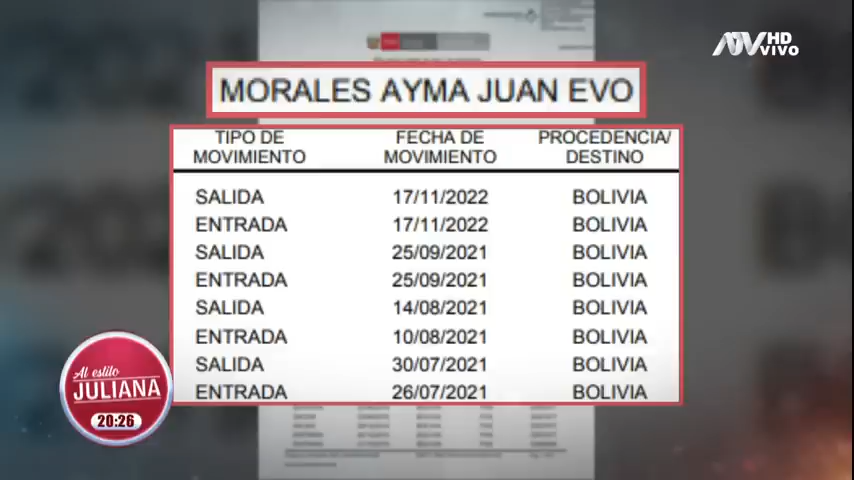 ATV HD
VIVO
MORALES AYMA JUAN EVO
TIPO DE MOVIMIENTO FECHA DE MOVIMIENTO PROCEDENCIA/ DESTINO
SALIDA 17/11/2022 BOLIVIA
ENTRADA 17/11/2022 BOLIVIA
SALIDA 25/09/2021 BOLIVIA
ENTRADA 25/09/2021 BOLIVIA
SALIDA 14/08/2021 BOLIVIA
ENTRADA 10/08/2021 BOLIVIA
SALIDA 30/07/2021 BOLIVIA
ENTRADA 26/07/2021 BOLIVIA
Al estilo
JULIANA
20:26